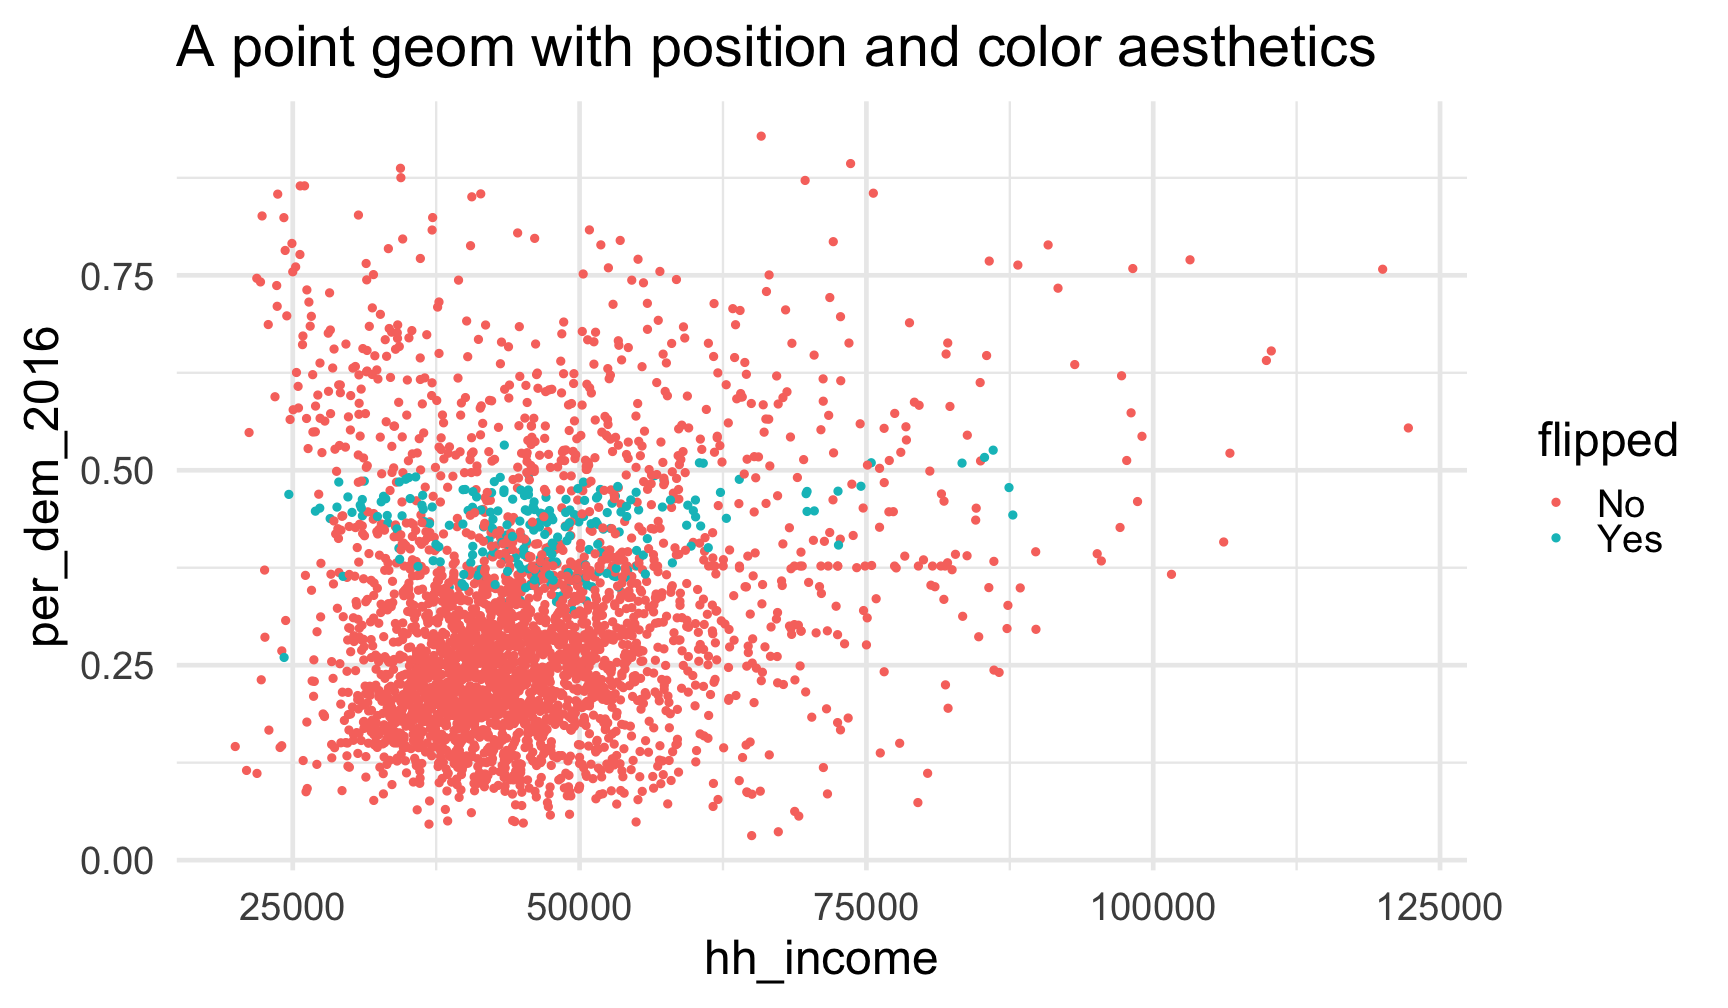 A point geom with position and color aesthetics
per_dem_2016
0.75
0.50
0.25
0.00
25000
50000
75000
100000
125000
hh_income
flipped
No
Yes